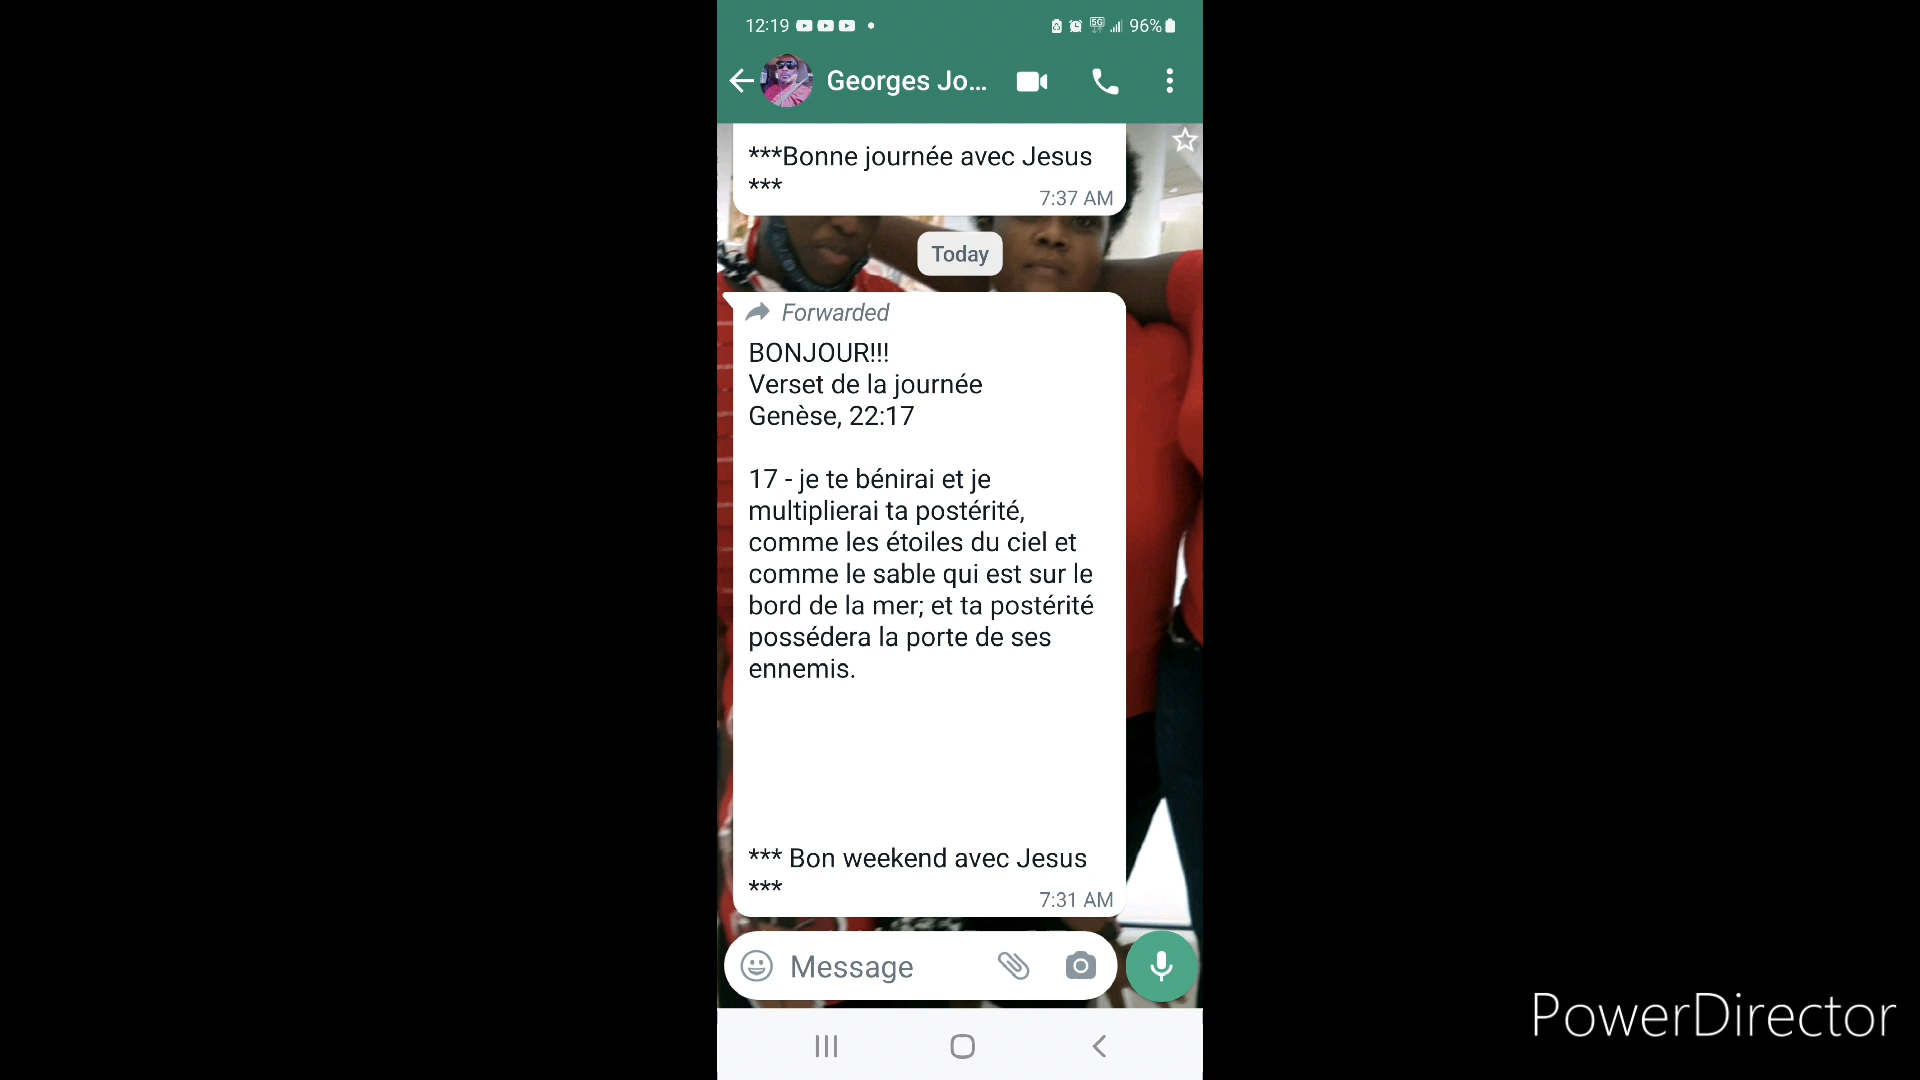 12:19
5G
96%
Georges Jo...
***Bonne journée avec Jesus
***
7:37 AM
Today
Forwarded
BONJOUR!!!
Verset de la journée
Genèse, 22:17
17 - je te bénirai et je
multiplierai ta postérité,
comme les étoiles du ciel et
comme le sable qui est sur le
bord de la mer; et ta postérité
possédera la porte de ses
ennemis.
*** Bon weekend avec Jesus
***
7:31 AM
Message
PowerDirector